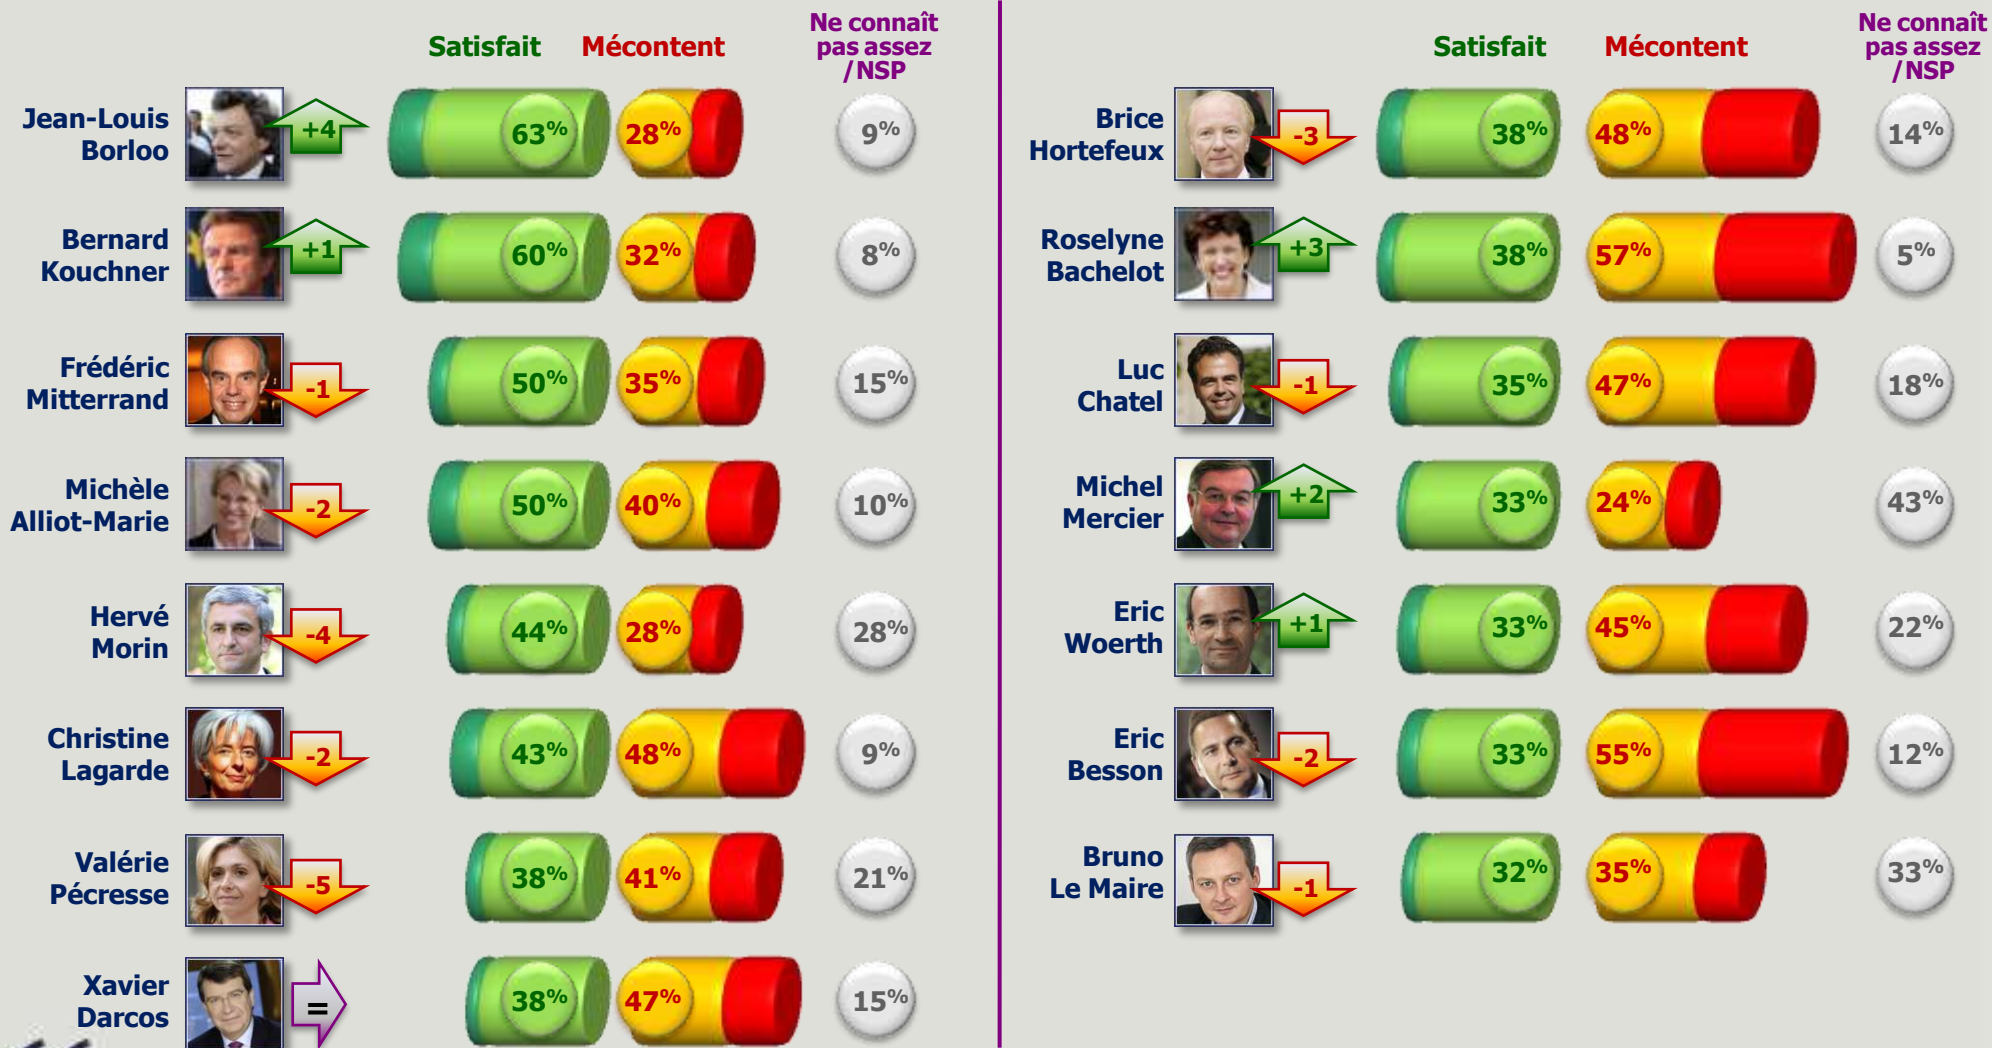 Satisfait Mécontent Ne connaît
pas assez
/ NSP
Jean-Louis
Borloo
+4 63% 28% 9%
Bernard
Kouchner
+1 60% 32% 8%
Frédéric
Mitterrand
-1 50% 35% 15%
Michèle
Alliot-Marie
-2 50% 40% 10%
Hervé
Morin
-4 44% 28% 28%
Christine
Lagarde
-2 43% 48% 9%
Valérie
Pécresse
-5 38% 41% 21%
Xavier
Darcos
= 38% 47% 15%
Satisfait Mécontent Ne connaît
pas assez
/ NSP
Brice
Hortefeux
-3 38% 48% 14%
Roselyne
Bachelot
+3 38% 57% 5%
Luc
Chatel
-1 35% 47% 18%
Michel
Mercier
+2 33% 24% 43%
Eric
Woerth
+1 33% 45% 22%
Eric
Besson
-2 33% 55% 12%
Bruno
Le Maire
-1 32% 35% 33%